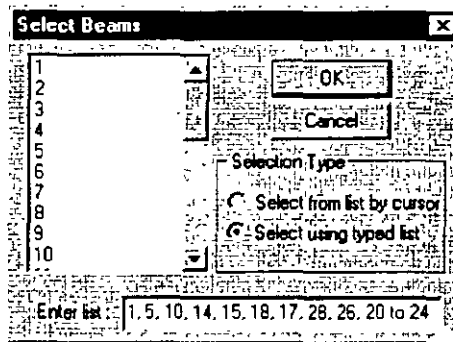 Select Beams
1
2
3
4
5
6
7
8
9
10
OK
Cancel
Selection Type
Select from list by cursor
Select using typed list
Enter list : 1, 5, 10, 14, 15, 18, 17, 28, 26, 20 to 24